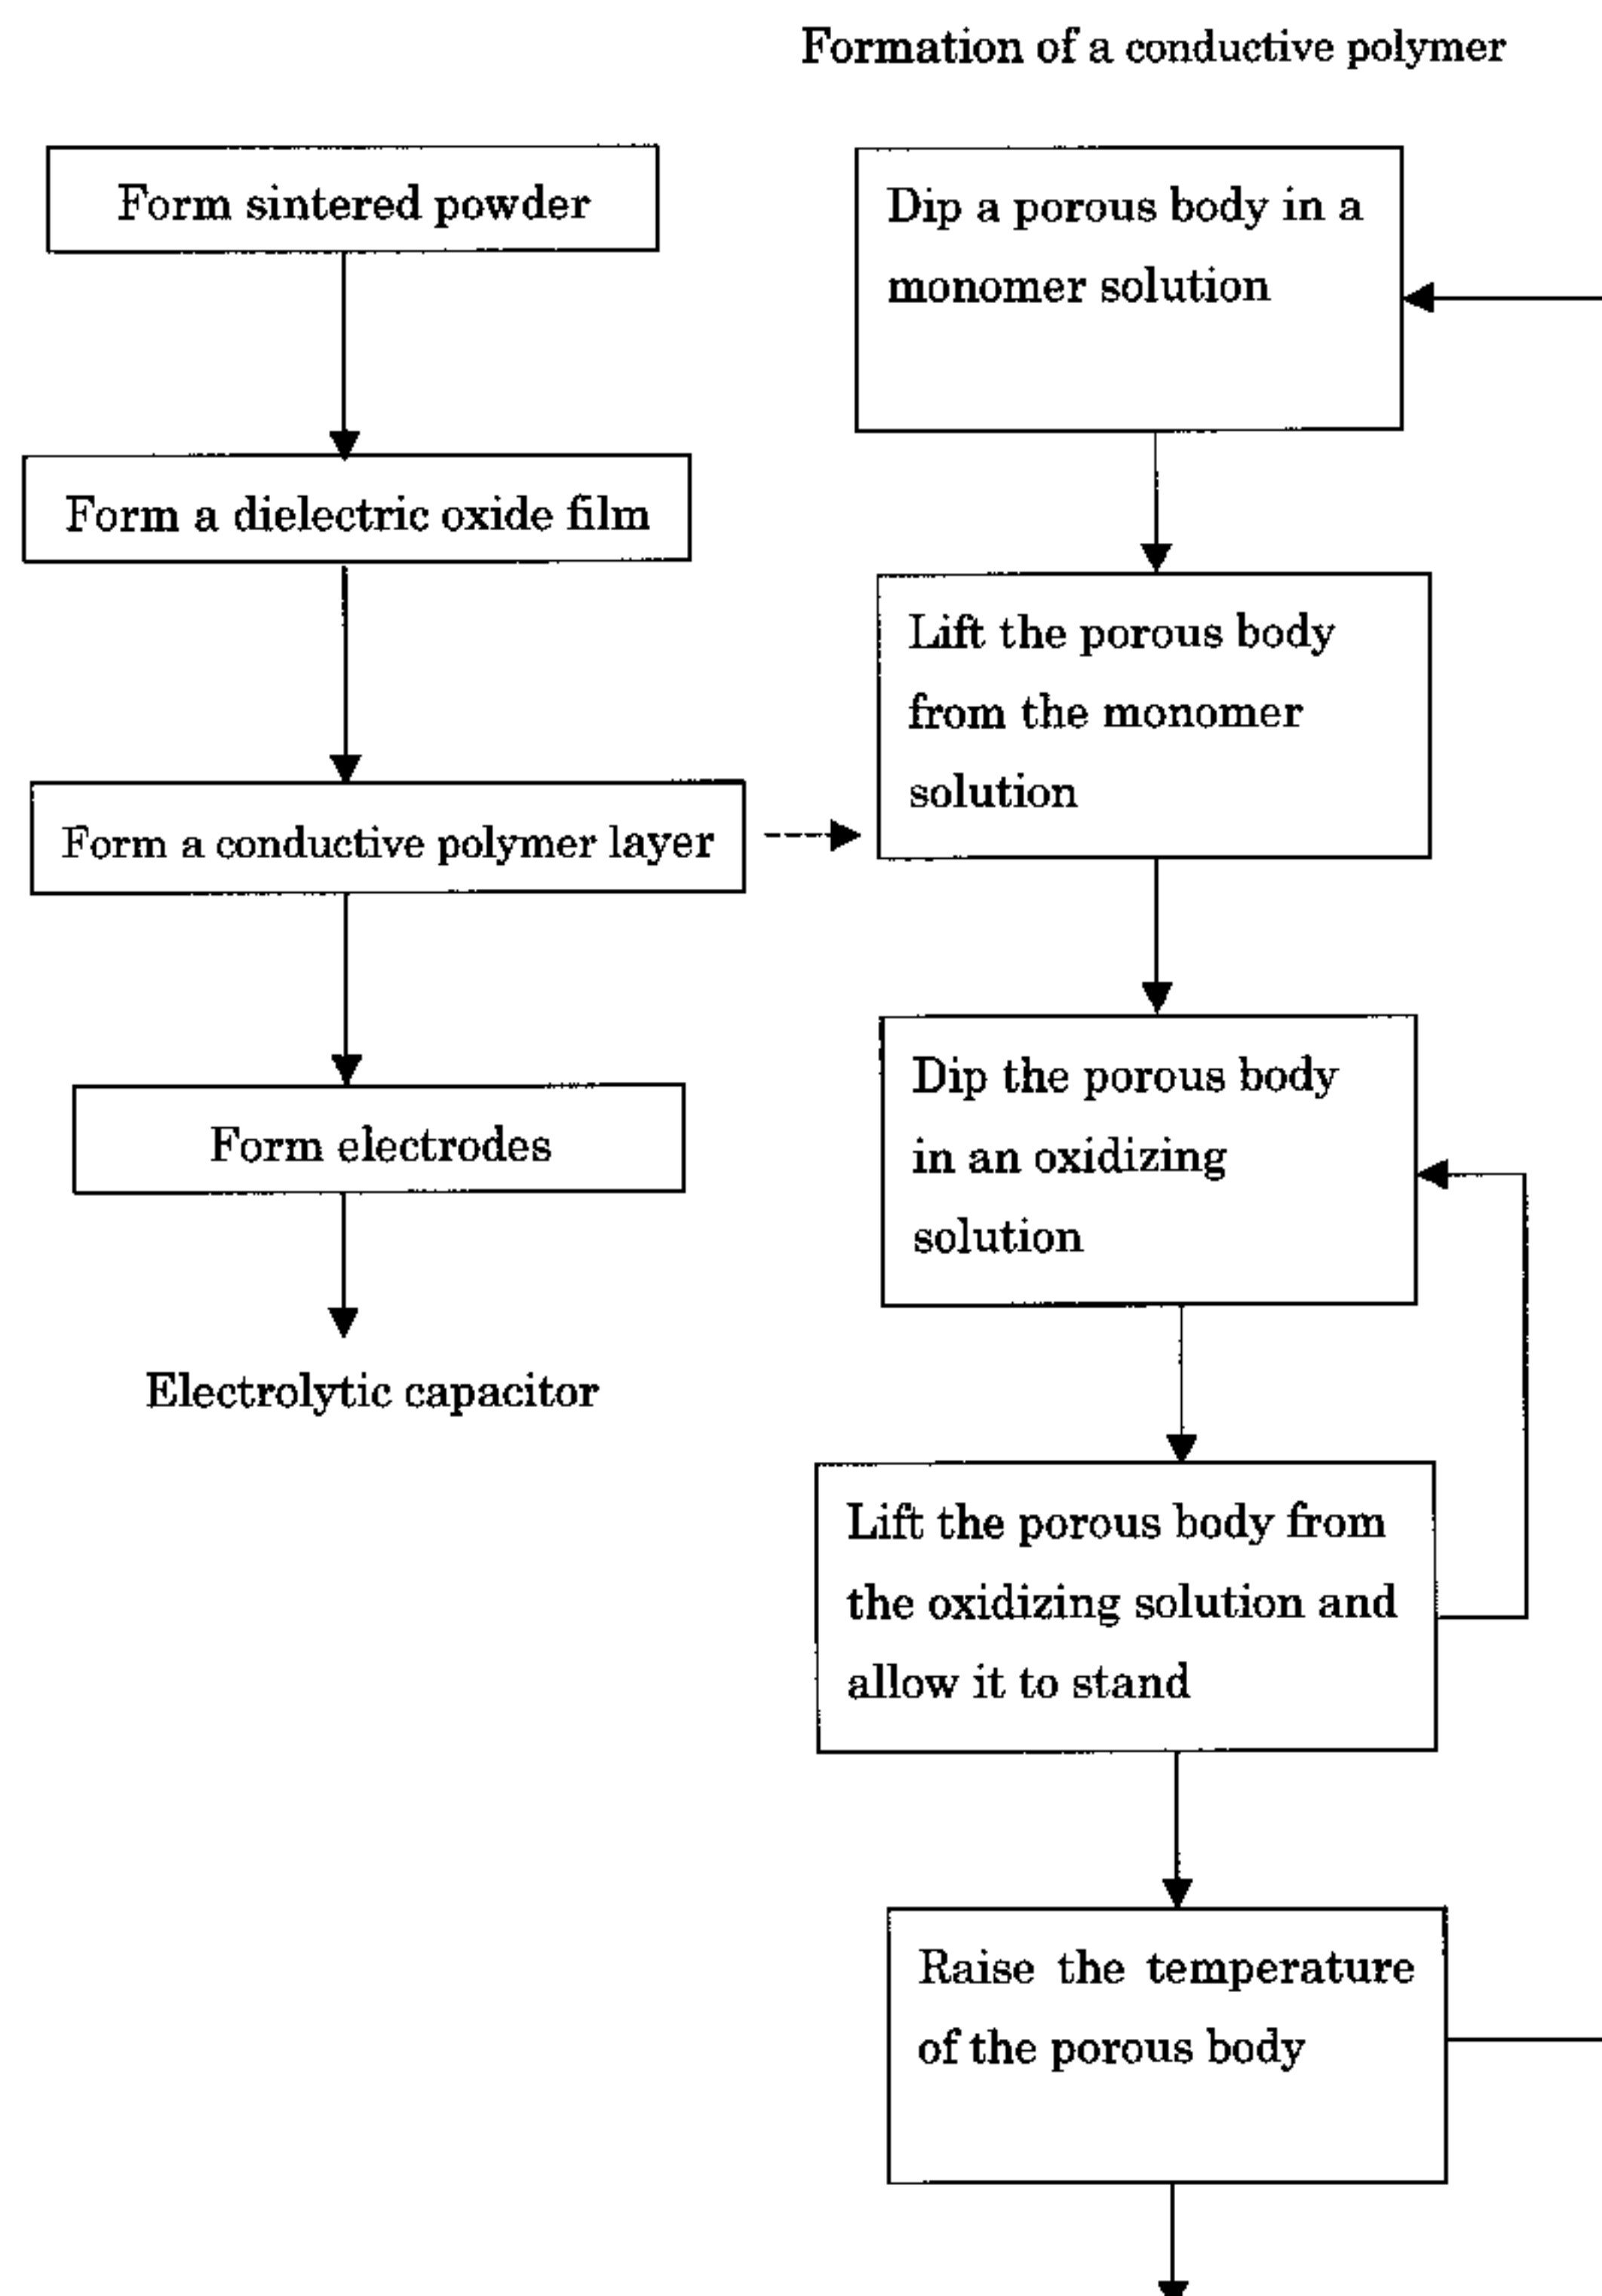 Formation of a conductive polymer
Form sintered powder
Form a dielectric oxide film
Form a conductive polymer layer
Form electrodes
Electrolytic capacitor
Dip a porous body in a
monomer solution
Lift the porous body
from the monomer
solution
Dip the porous body
in an oxidizing
solution
Lift the porous body from
the oxidizing solution and
allow it to stand
Raise the temperature
of the porous body